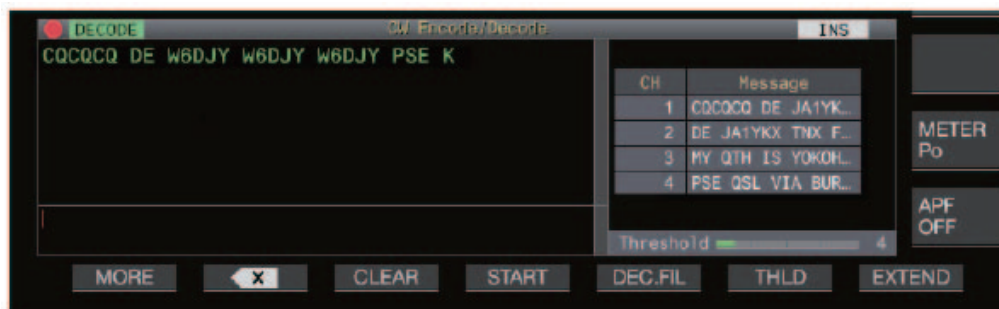 DECODE CW Encode/Decode INS
CQCQCQ DE W6DJY W6DJY W6DJY PSE K
CH Message
1 CQCQCQ DE JA1YK...
2 DE JA1YKX TNX F...
3 MY QTH IS YOKOH...
4 PSE QSL VIA BUR...
METER
Po
APF
OFF
Threshold 4
MORE X CLEAR START DEC.FIL THLD EXTEND